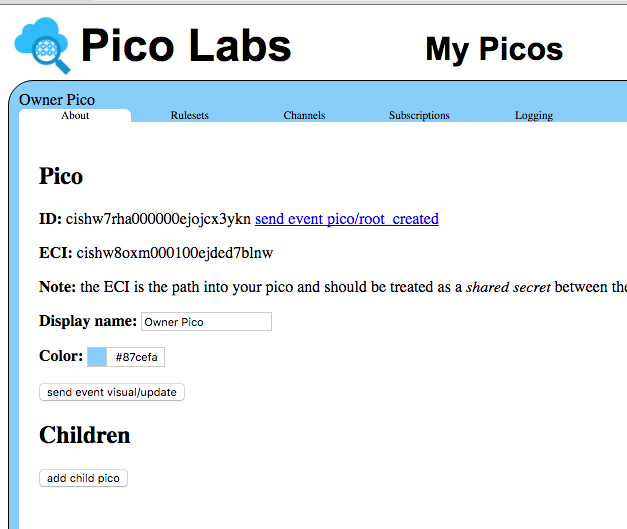 Pico Labs
My Picos
Owner Pico
About Rulesets Channels Subscriptions Logging
Pico
ID: cishw7rha000000ejojcx3ykn send event pico/root_created
ECI: cishw8oxm000100ejded7blnw
Note: the ECI is the path into your pico and should be treated as a shared secret between the
Display name: Owner Pico
Color: #87cefa
send event visual/update
Children
add child pico